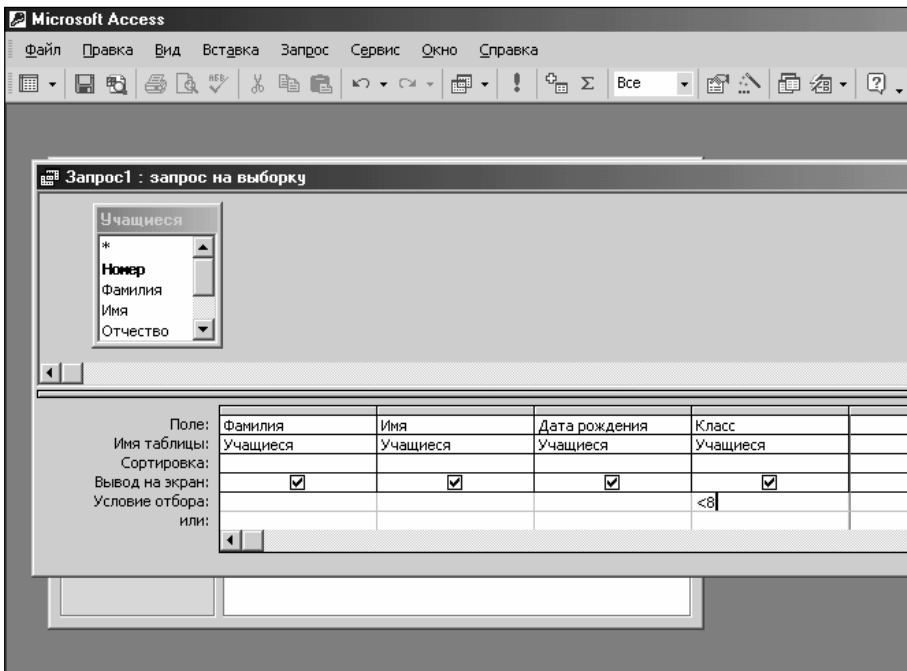 Microsoft Access
Файл Правка Вид Вставка Запрос Сервис Окно Справка
Все
Запрос1 : запрос на выборку
Учащиеся
*
Номер
Фамилия
Имя
Отчество
Поле: Фамилия Имя Дата рождения Класс
Имя таблицы: Учащиеся Учащиеся Учащиеся Учащиеся
Сортировка:
Вывод на экран:
Условие отбора: <8
или: